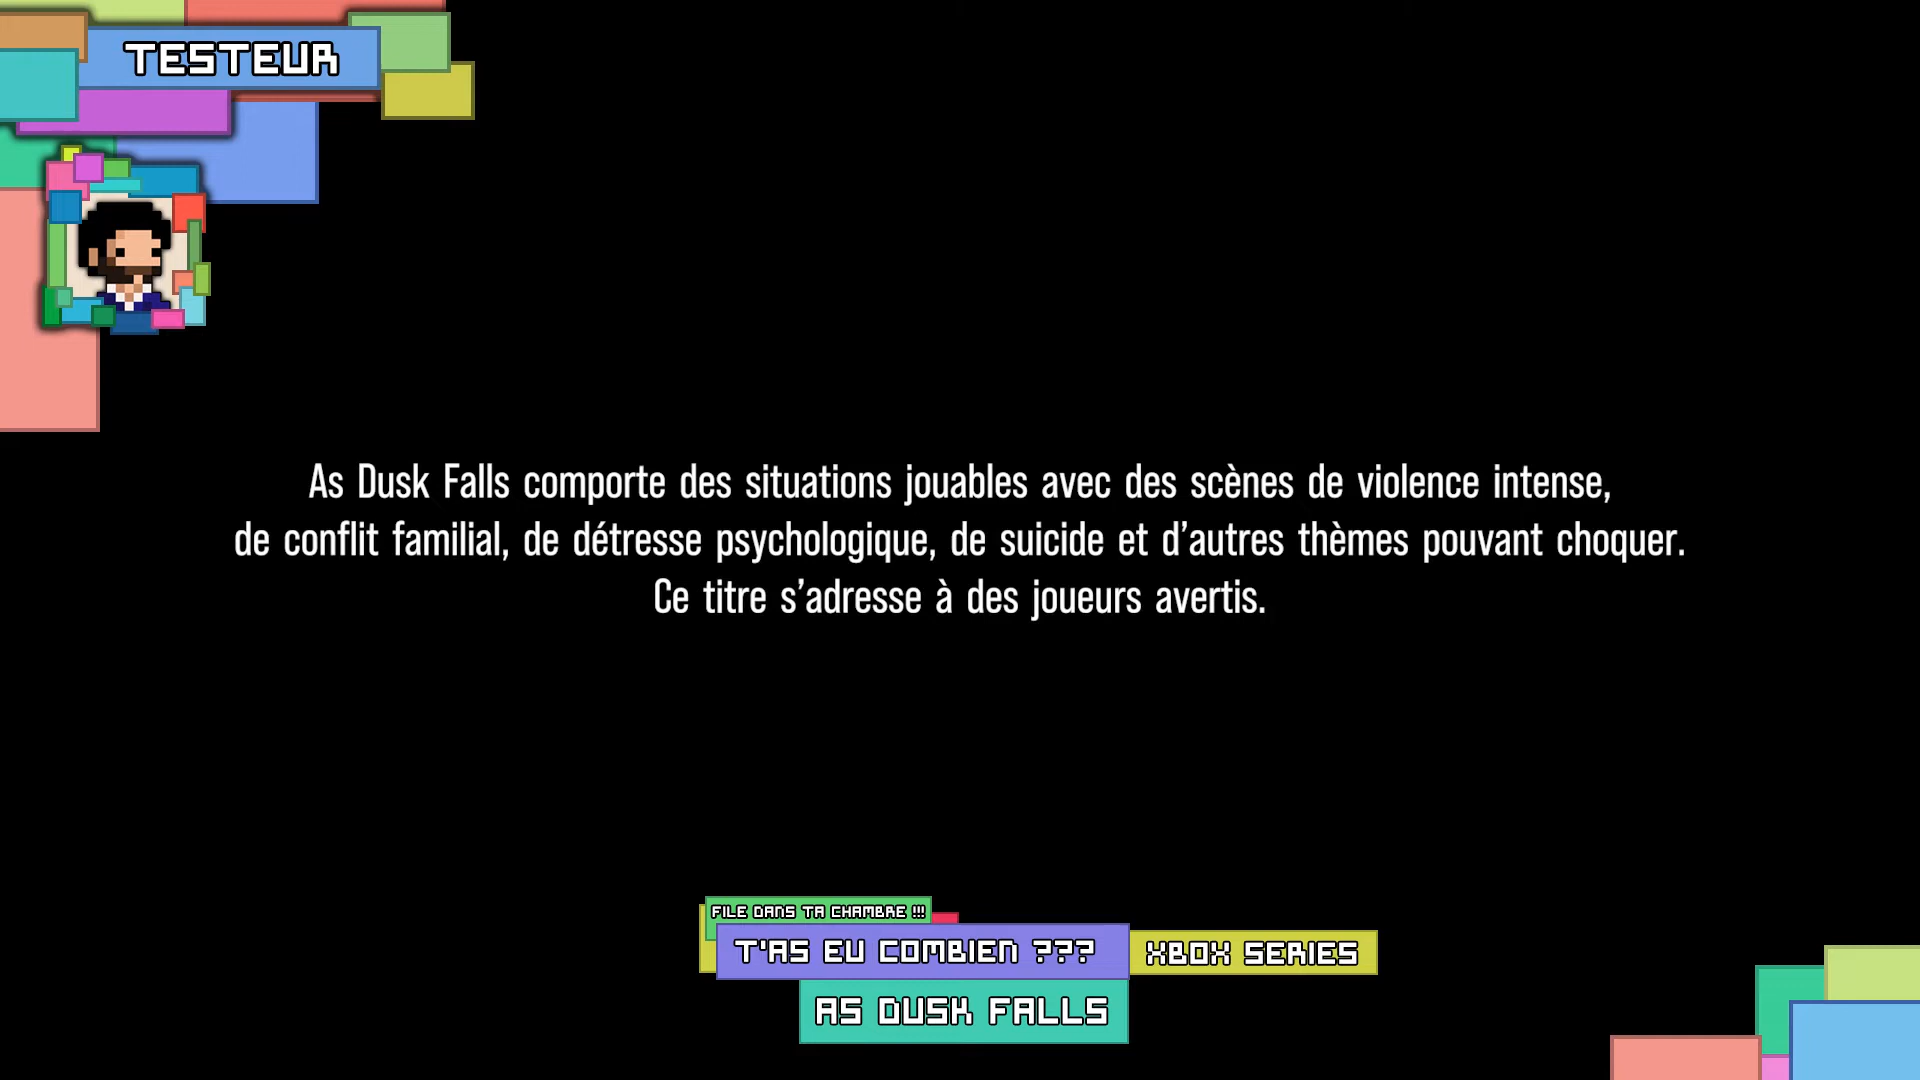 TESTEUR
As Dusk Falls comporte des situations jouables avec des scènes de violence intense,
de conflit familial, de détresse psychologique, de suicide et d’autres thèmes pouvant choquer.
Ce titre s’adresse à des joueurs avertis.
FILE DANS TA CHAMBRE !!!
T'AS EU COMBIEN ???
XBOX SERIES
AS DUSK FALLS